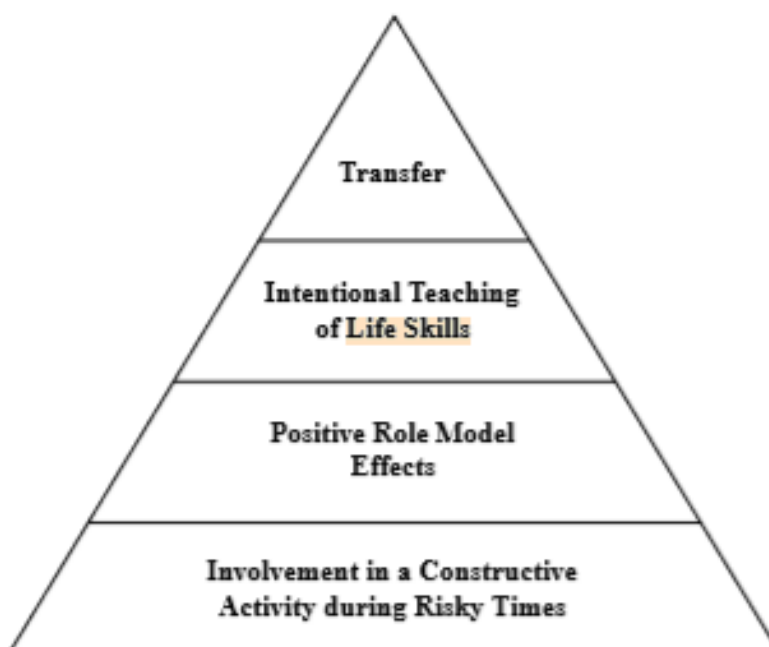 Transfer
Intentional Teaching
of Life Skills
Positive Role Model
Effects
Involvement in a Constructive
Activity during Risky Times